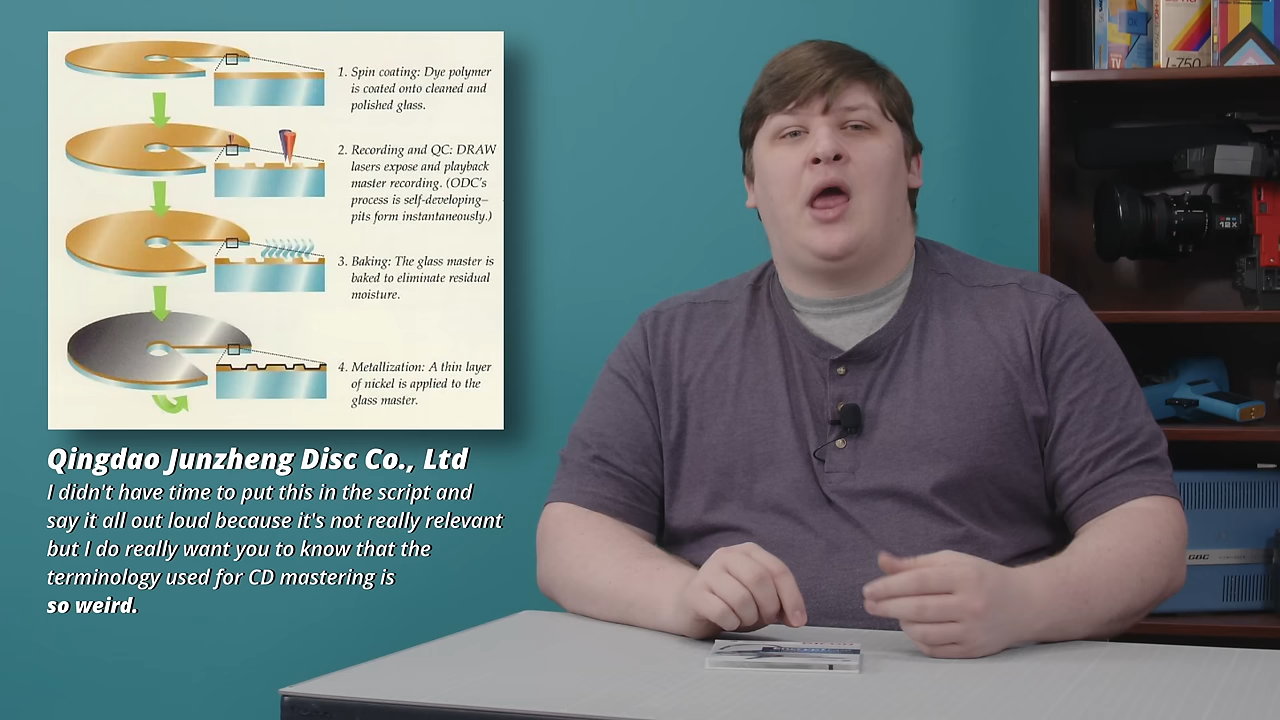 1. Spin coating: Dye polymer
is coated onto cleaned and
polished glass.
2. Recording and QC: DRAW
lasers expose and playback
master recording. (ODC's
process is self-developing–
pits form instantaneously.)
3. Baking: The glass master is
baked to eliminate residual
moisture.
4. Metallization: A thin layer
of nickel is applied to the
glass master.
Qingdao Junzheng Disc Co., Ltd
I didn't have time to put this in the script and
say it all out loud because it's not really relevant
but I do really want you to know that the
terminology used for CD mastering is
so weird.
L-750
12X
GBC